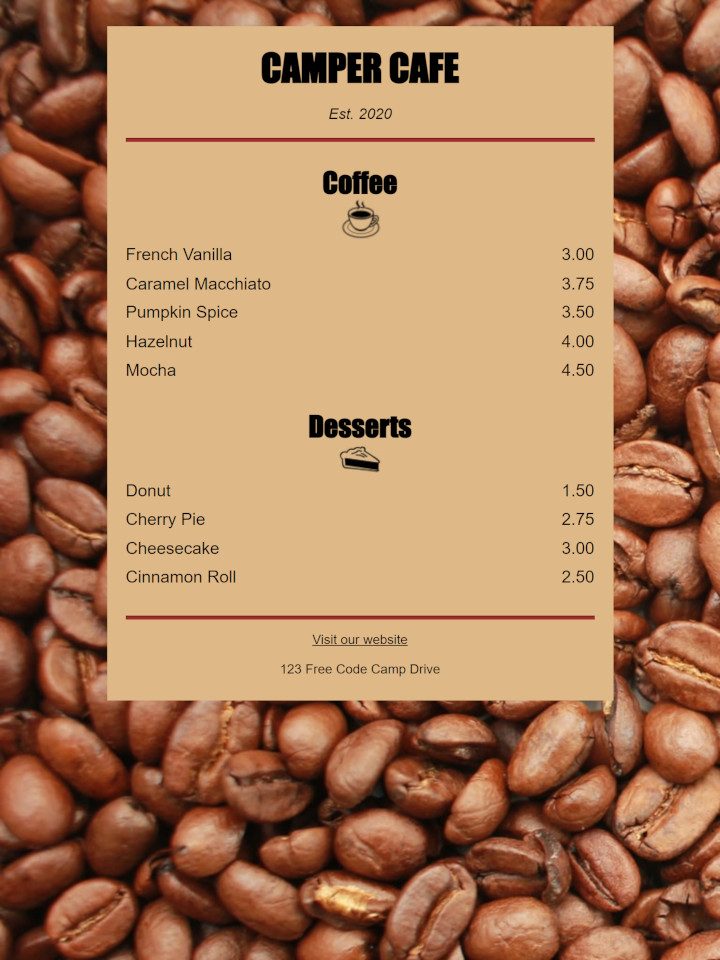 CAMPER CAFE
Est. 2020
Coffee
French Vanilla 3.00
Caramel Macchiato 3.75
Pumpkin Spice 3.50
Hazelnut 4.00
Mocha 4.50
Desserts
Donut 1.50
Cherry Pie 2.75
Cheesecake 3.00
Cinnamon Roll 2.50
Visit our website
123 Free Code Camp Drive